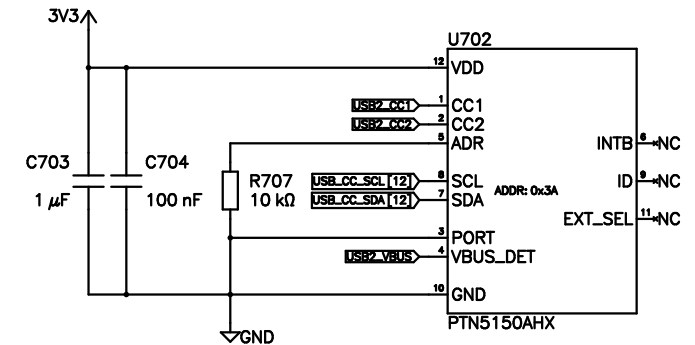 3V3
U702
12 VDD
USB2_CC1 1 CC1
USB2_CC2 2 CC2
5 ADR
INTB 6 NC
C703
1 µF
C704
100 nF
R707
10 kΩ
USB_CC_SCL [12] 8 SCL
ADDR: 0x3A
ID 9 NC
USB_CC_SDA [12] 7 SDA
EXT_SEL 11 NC
3 PORT
USB2_VBUS 4 VBUS_DET
10 GND
PTN5150AHX
GND